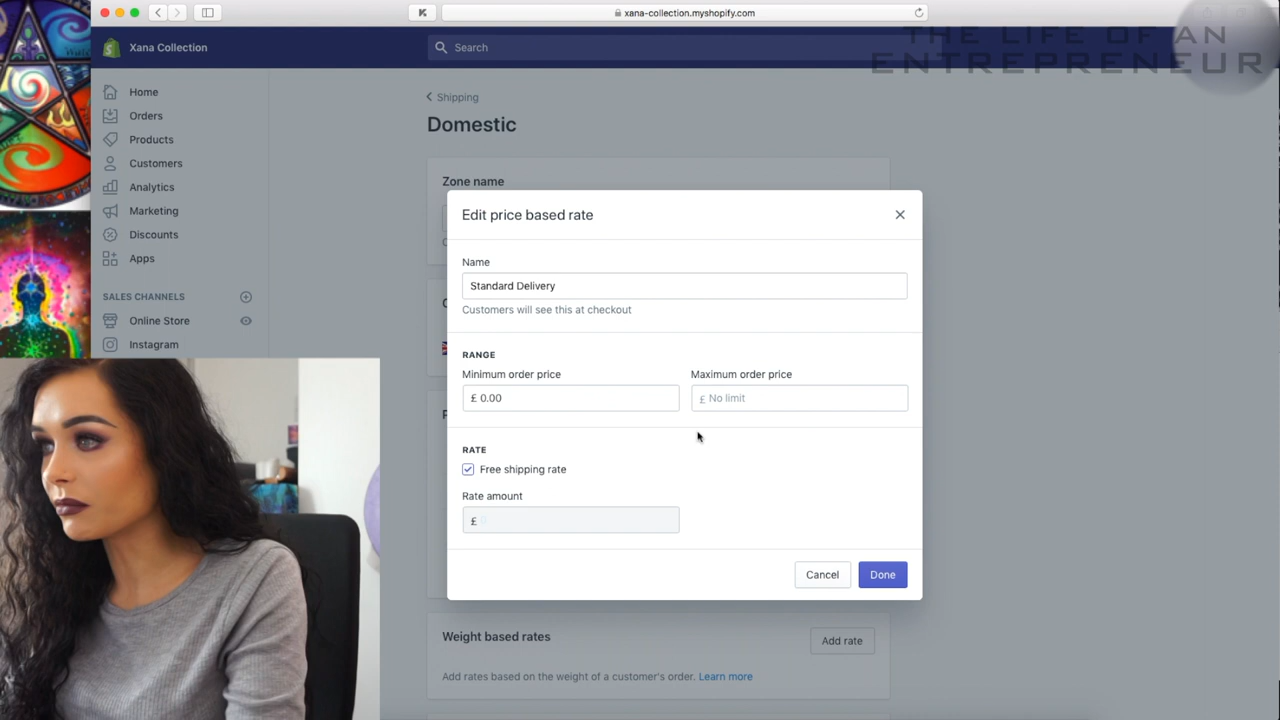 xana-collection.myshopify.com
THE LIFE OF AN
ENTREPRENEUR
Xana Collection
Search
Home
Orders
Products
Customers
Analytics
Marketing
Discounts
Apps
SALES CHANNELS
Online Store
Instagram
Shipping
Domestic
Zone name
Edit price based rate
Name
Standard Delivery
Customers will see this at checkout
RANGE
Minimum order price Maximum order price
£ 0.00 £ No limit
RATE
Free shipping rate
Rate amount
£
Cancel Done
Weight based rates Add rate
Add rates based on the weight of a customer's order. Learn more